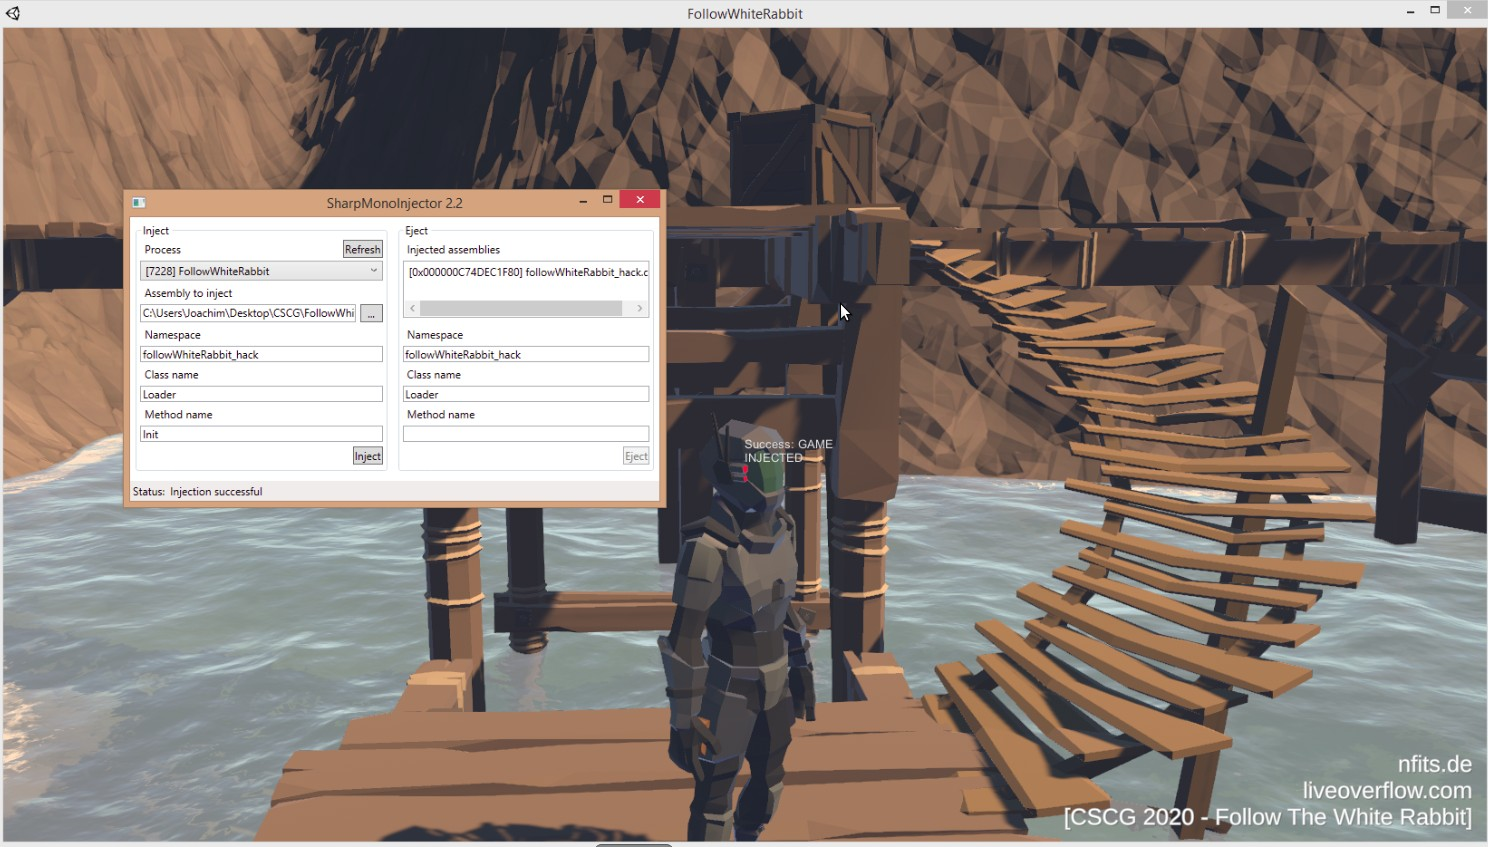 FollowWhiteRabbit
SharpMonoInjector 2.2
Inject
Process
Refresh
[7228] FollowWhiteRabbit
Assembly to inject
C:\Users\Joachim\Desktop\CSCG\FollowWhi
...
Namespace
followWhiteRabbit_hack
Class name
Loader
Method name
Init
Inject
Eject
Injected assemblies
[0x000000C74DEC1F80] followWhiteRabbit_hack.c
Namespace
followWhiteRabbit_hack
Class name
Loader
Method name
Eject
Status: Injection successful
Success: GAME
INJECTED
nfits.de
liveoverflow.com
[CSCG 2020 - Follow The White Rabbit]